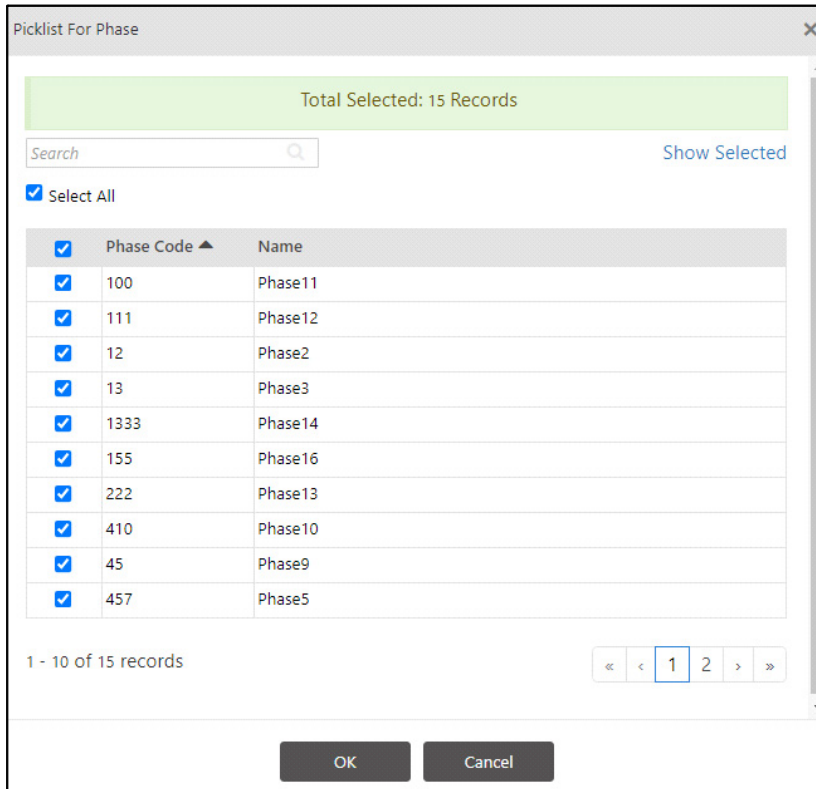 Picklist For Phase
Total Selected: 15 Records
Search
Show Selected
Select All
Phase Code Name
100 Phase11
111 Phase12
12 Phase2
13 Phase3
1333 Phase14
155 Phase16
222 Phase13
410 Phase10
45 Phase9
457 Phase5
1 - 10 of 15 records « ‹ 1 2 › »
OK Cancel